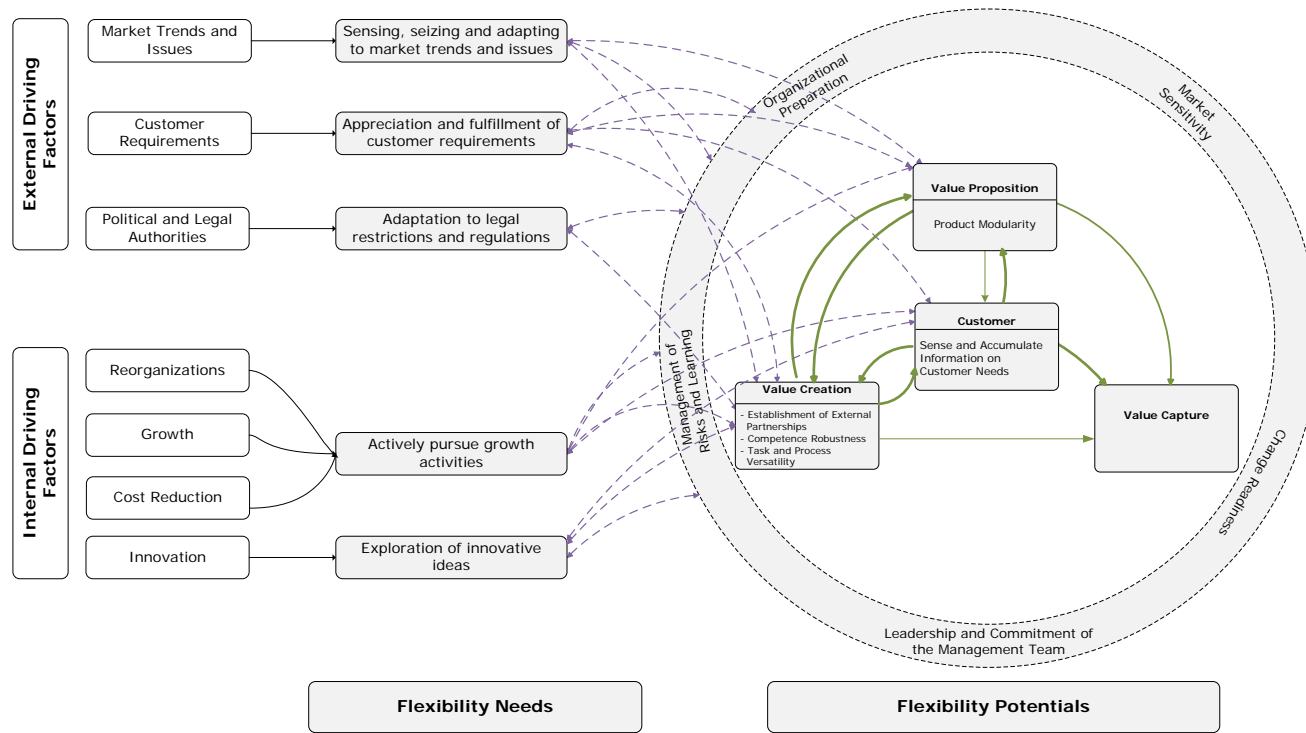 External Driving
Factors
Market Trends and
Issues
Sensing, seizing and adapting
to market trends and issues
Customer
Requirements
Appreciation and fulfillment of
customer requirements
Political and Legal
Authorities
Adaptation to legal
restrictions and regulations
Internal Driving
Factors
Reorganizations
Growth
Cost Reduction
Innovation
Actively pursue growth
activities
Exploration of innovative
ideas
Organizational
Preparation
Market
Sensitivity
Management of
Risks and Learning
Change Readiness
Leadership and Commitment of
the Management Team
Value Proposition
Product Modularity
Customer
Sense and Accumulate
Information on
Customer Needs
Value Creation
- Establishment of External
Partnerships
- Competence Robustness
- Task and Process
Versatility
Value Capture
Flexibility Needs
Flexibility Potentials